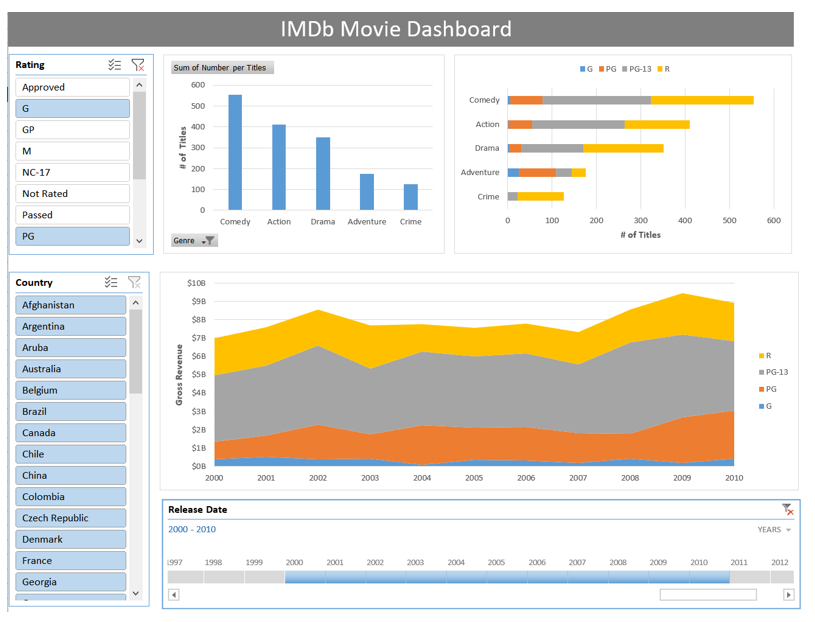 IMDb Movie Dashboard
Rating
Approved
G
GP
M
NC-17
Not Rated
Passed
PG
Sum of Number per Titles
# of Titles
600
500
400
300
200
100
0
Comedy Action Drama Adventure Crime
Genre
G PG PG-13 R
Comedy
Action
Drama
Adventure
Crime
0 100 200 300 400 500 600
# of Titles
Country
Afghanistan
Argentina
Aruba
Australia
Belgium
Brazil
Canada
Chile
China
Colombia
Czech Republic
Denmark
France
Georgia
Gross Revenue
$10B
$9B
$8B
$7B
$6B
$5B
$4B
$3B
$2B
$1B
$0B
2000 2001 2002 2003 2004 2005 2006 2007 2008 2009 2010
R
PG-13
PG
G
Release Date
2000 - 2010
YEARS
1997 1998 1999 2000 2001 2002 2003 2004 2005 2006 2007 2008 2009 2010 2011 2012